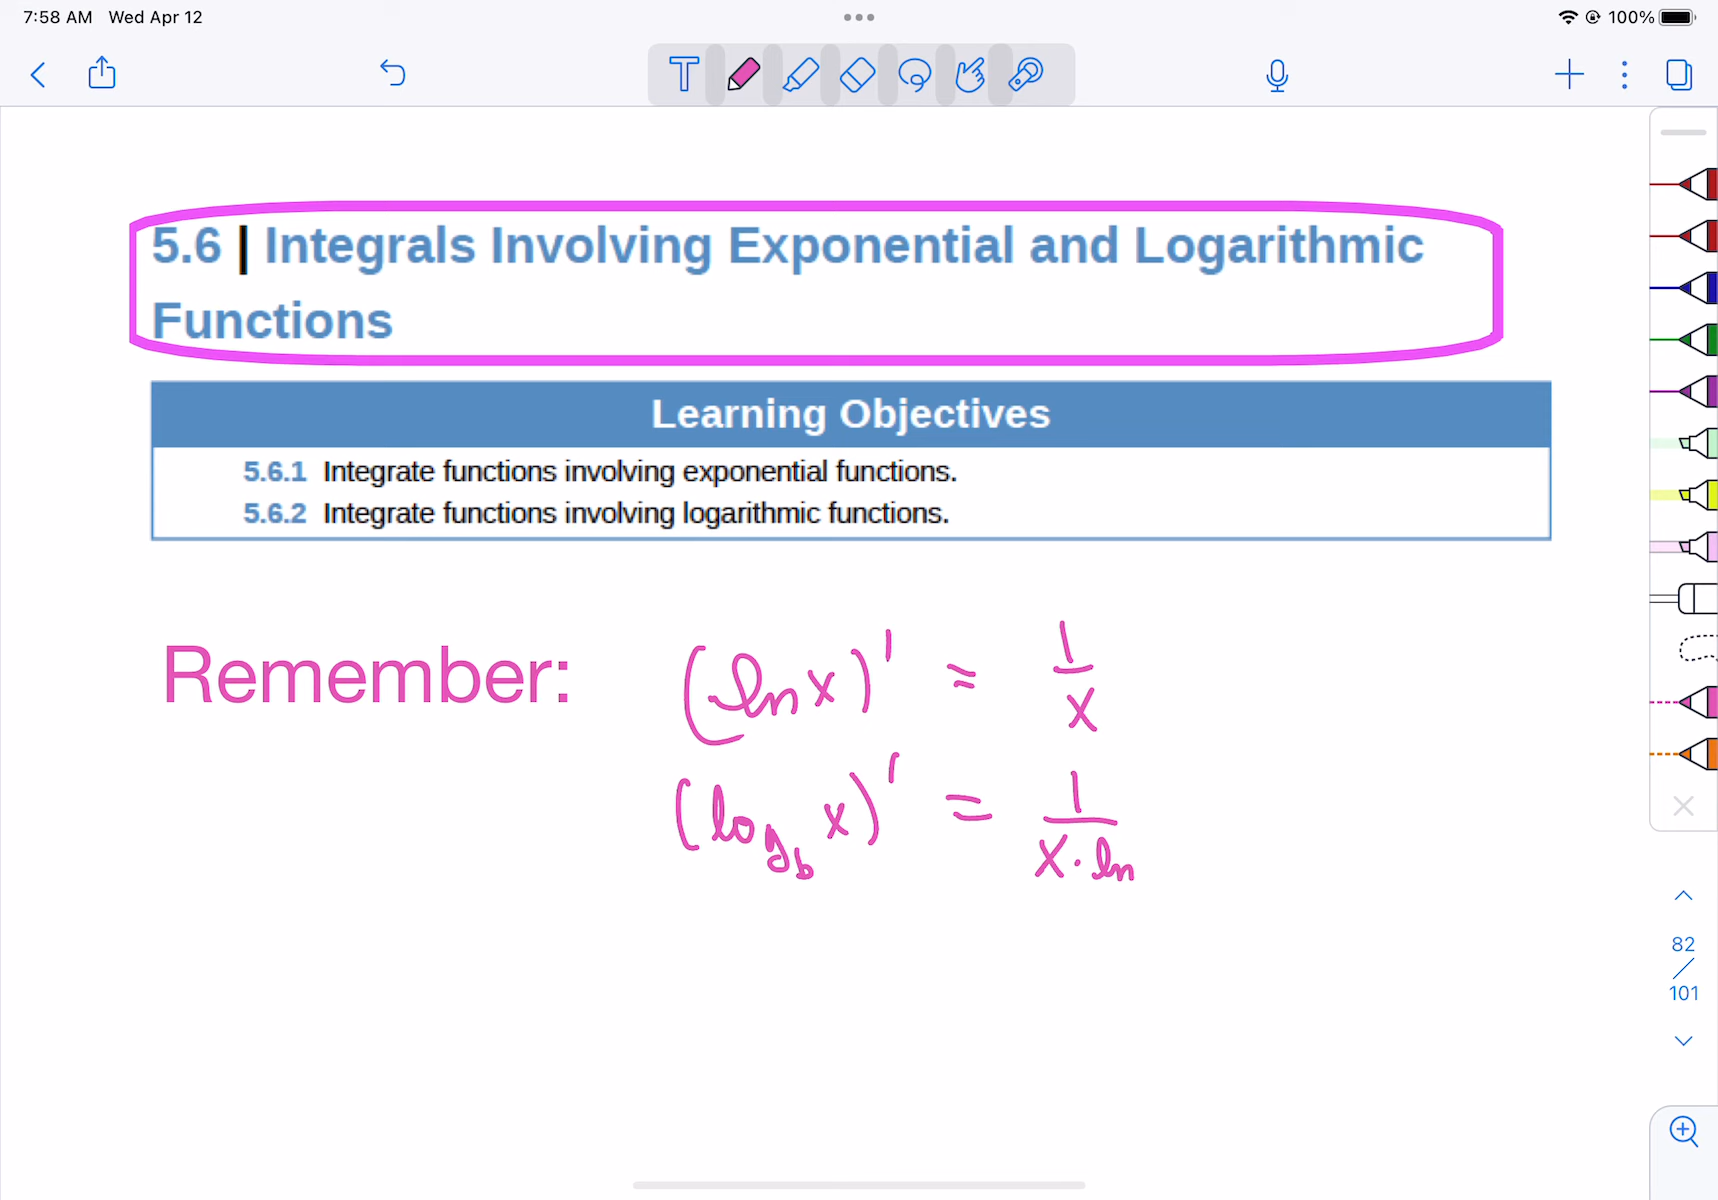 7:58 AM Wed Apr 12
100%
5.6 | Integrals Involving Exponential and Logarithmic
Functions
Learning Objectives
5.6.1 Integrate functions involving exponential functions.
5.6.2 Integrate functions involving logarithmic functions.
Remember: (ln x)' = 1/x
(log_b x)' = 1/(x · ln
82
/
101